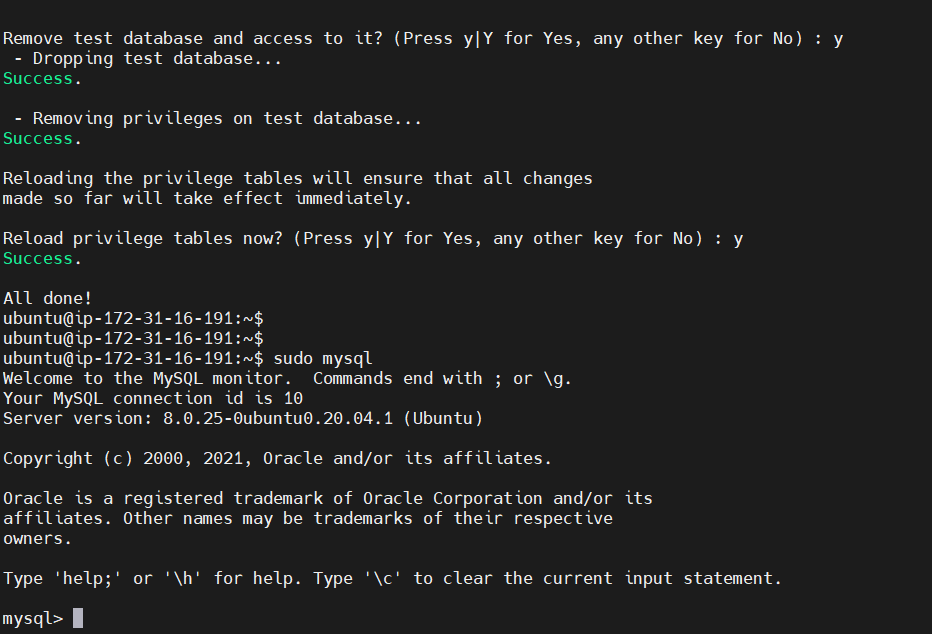 Remove test database and access to it? (Press y|Y for Yes, any other key for No) : y
 - Dropping test database...
Success.
 - Removing privileges on test database...
Success.
Reloading the privilege tables will ensure that all changes
made so far will take effect immediately.
Reload privilege tables now? (Press y|Y for Yes, any other key for No) : y
Success.
All done!
ubuntu@ip-172-31-16-191:~$
ubuntu@ip-172-31-16-191:~$
ubuntu@ip-172-31-16-191:~$ sudo mysql
Welcome to the MySQL monitor.  Commands end with ; or \g.
Your MySQL connection id is 10
Server version: 8.0.25-0ubuntu0.20.04.1 (Ubuntu)
Copyright (c) 2000, 2021, Oracle and/or its affiliates.
Oracle is a registered trademark of Oracle Corporation and/or its
affiliates. Other names may be trademarks of their respective
owners.
Type 'help;' or '\h' for help. Type '\c' to clear the current input statement.
mysql>